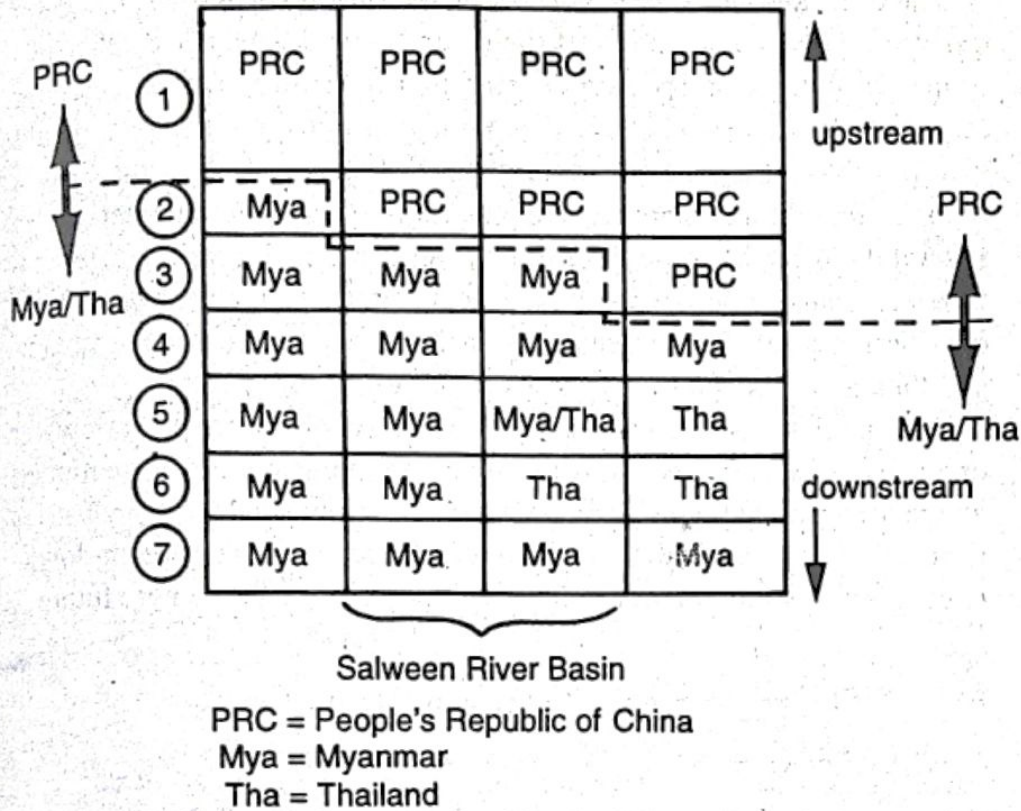 PRC PRC PRC PRC
PRC
1
upstream
2 Mya PRC PRC PRC
PRC
3 Mya Mya Mya PRC
Mya/Tha
4 Mya Mya Mya Mya
5 Mya Mya Mya/Tha Tha
Mya/Tha
6 Mya Mya Tha Tha
downstream
7 Mya Mya Mya Mya
Salween River Basin
PRC = People's Republic of China
Mya = Myanmar
Tha = Thailand